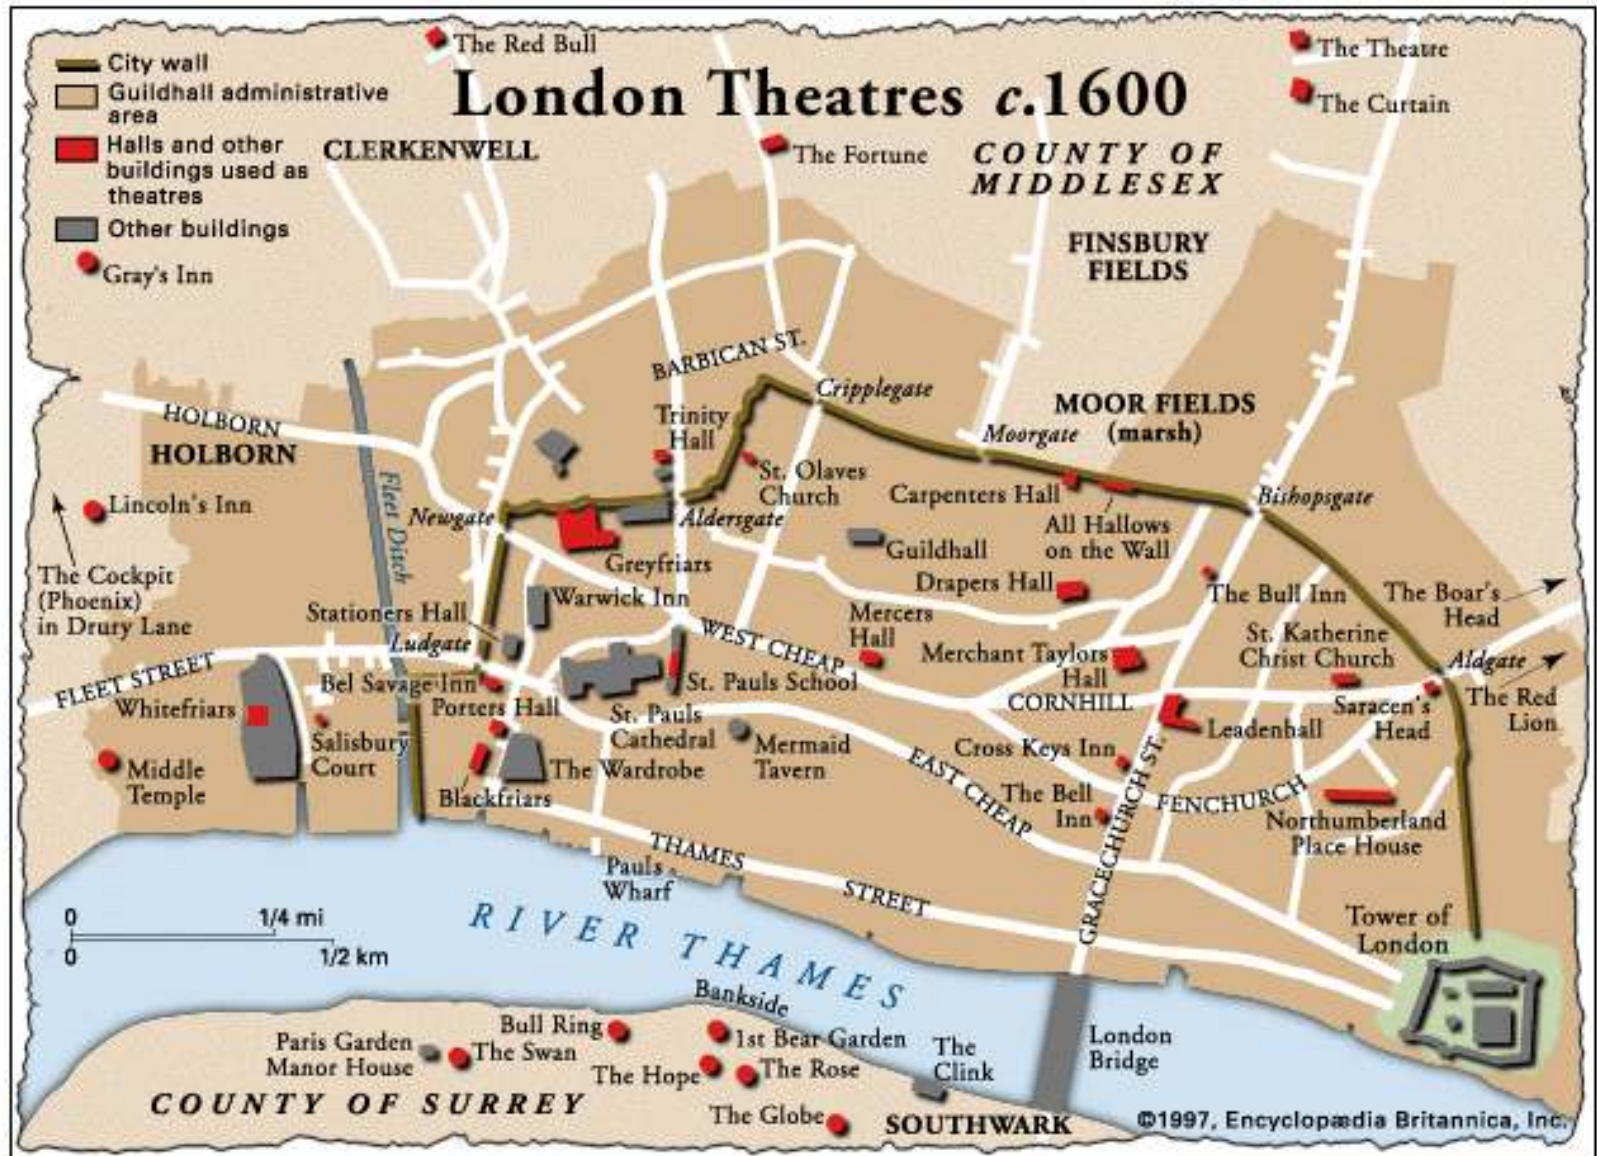 London Theatres c.1600
City wall
Guildhall administrative
area
Halls and other
buildings used as
theatres
Other buildings
The Red Bull
The Theatre
The Curtain
CLERKENWELL
The Fortune
COUNTY OF
MIDDLESEX
FINSBURY
FIELDS
Gray's Inn
BARBICAN ST.
Cripplegate
MOOR FIELDS
(marsh)
Moorgate
HOLBORN
HOLBORN
Trinity
Hall
St. Olaves
Church
Carpenters Hall
Bishopsgate
Lincoln's Inn
Fleet Ditch
Newgate
Aldersgate
All Hallows
on the Wall
Guildhall
Greyfriars
The Cockpit
(Phoenix)
in Drury Lane
Drapers Hall
The Bull Inn
The Boar's
Head
Stationers Hall
Warwick Inn
Mercers
Hall
Ludgate
WEST CHEAP
Merchant Taylors
Hall
St. Katherine
Christ Church
Aldgate
FLEET STREET
Bel Savage Inn
St. Pauls School
CORNHILL
The Red
Lion
Whitefriars
Porters Hall
St. Pauls
Cathedral
Saracen's
Head
Leadenhall
Salisbury
Court
Mermaid
Tavern
Cross Keys Inn
EAST CHEAP
Middle
Temple
The Wardrobe
Blackfriars
The Bell
Inn
GRACECHURCH ST.
FENCHURCH
Northumberland
Place House
THAMES
STREET
Pauls
Wharf
Tower of
London
0
1/4 mi
0
1/2 km
RIVER THAMES
Bankside
Bull Ring
1st Bear Garden
Paris Garden
Manor House
The Swan
The Hope
The Rose
The
Clink
London
Bridge
COUNTY OF SURREY
The Globe
SOUTHWARK
©1997, Encyclopædia Britannica, Inc.